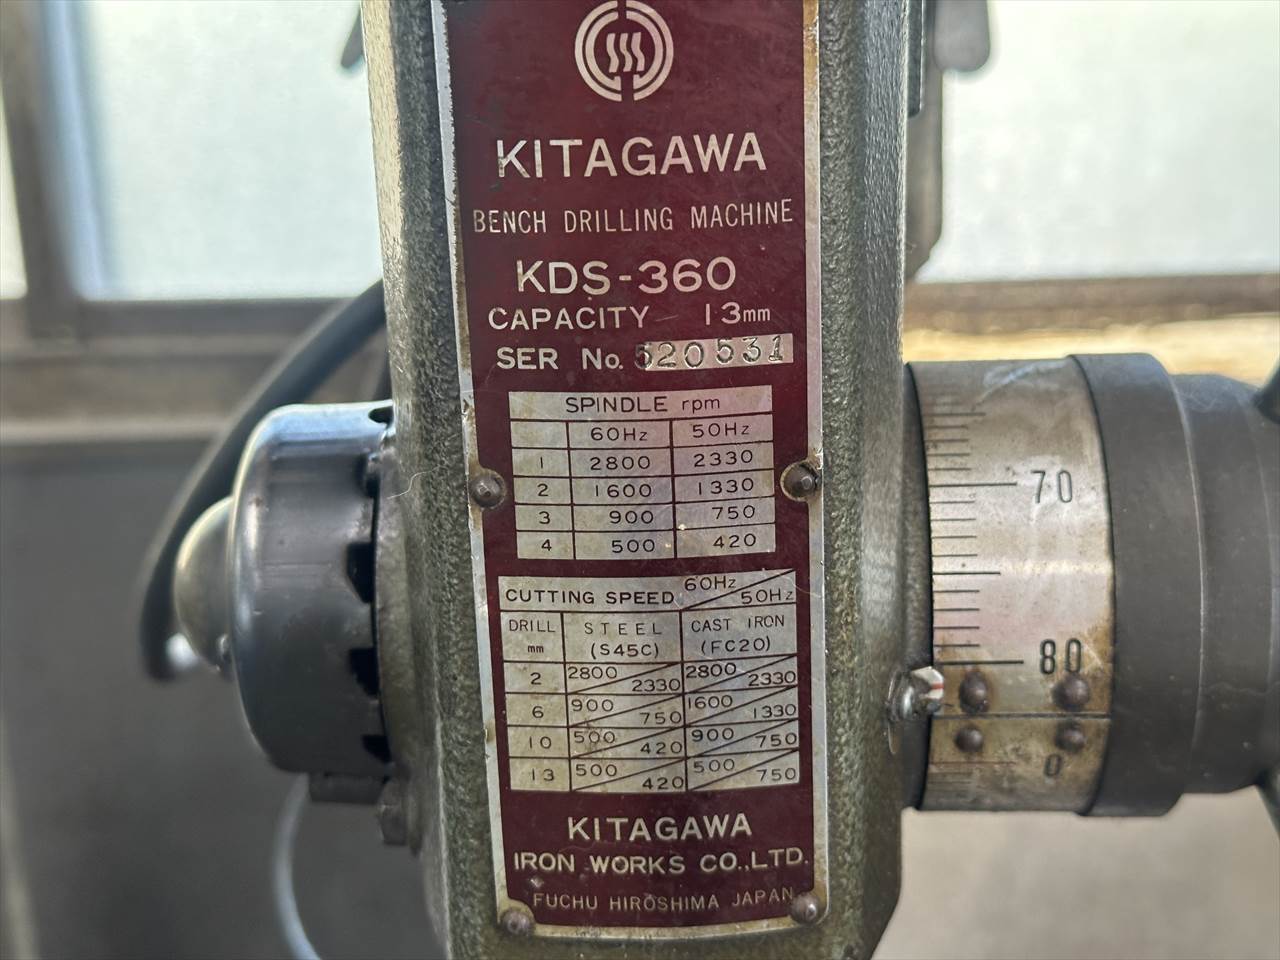 KITAGAWA
BENCH DRILLING MACHINE
KDS-360
CAPACITY 13mm
SER No. 520531
SPINDLE rpm
60Hz 50Hz
1 2800 2330
2 1600 1330
3 900 750
4 500 420
CUTTING SPEED 60Hz 50Hz
DRILL mm STEEL (S45C) CAST IRON (FC20)
2 2800 2330 2800 2330
6 900 750 1600 1330
10 500 420 900 750
13 500 420 500 750
KITAGAWA
IRON WORKS CO.,LTD.
FUCHU HIROSHIMA JAPAN
70
80
0